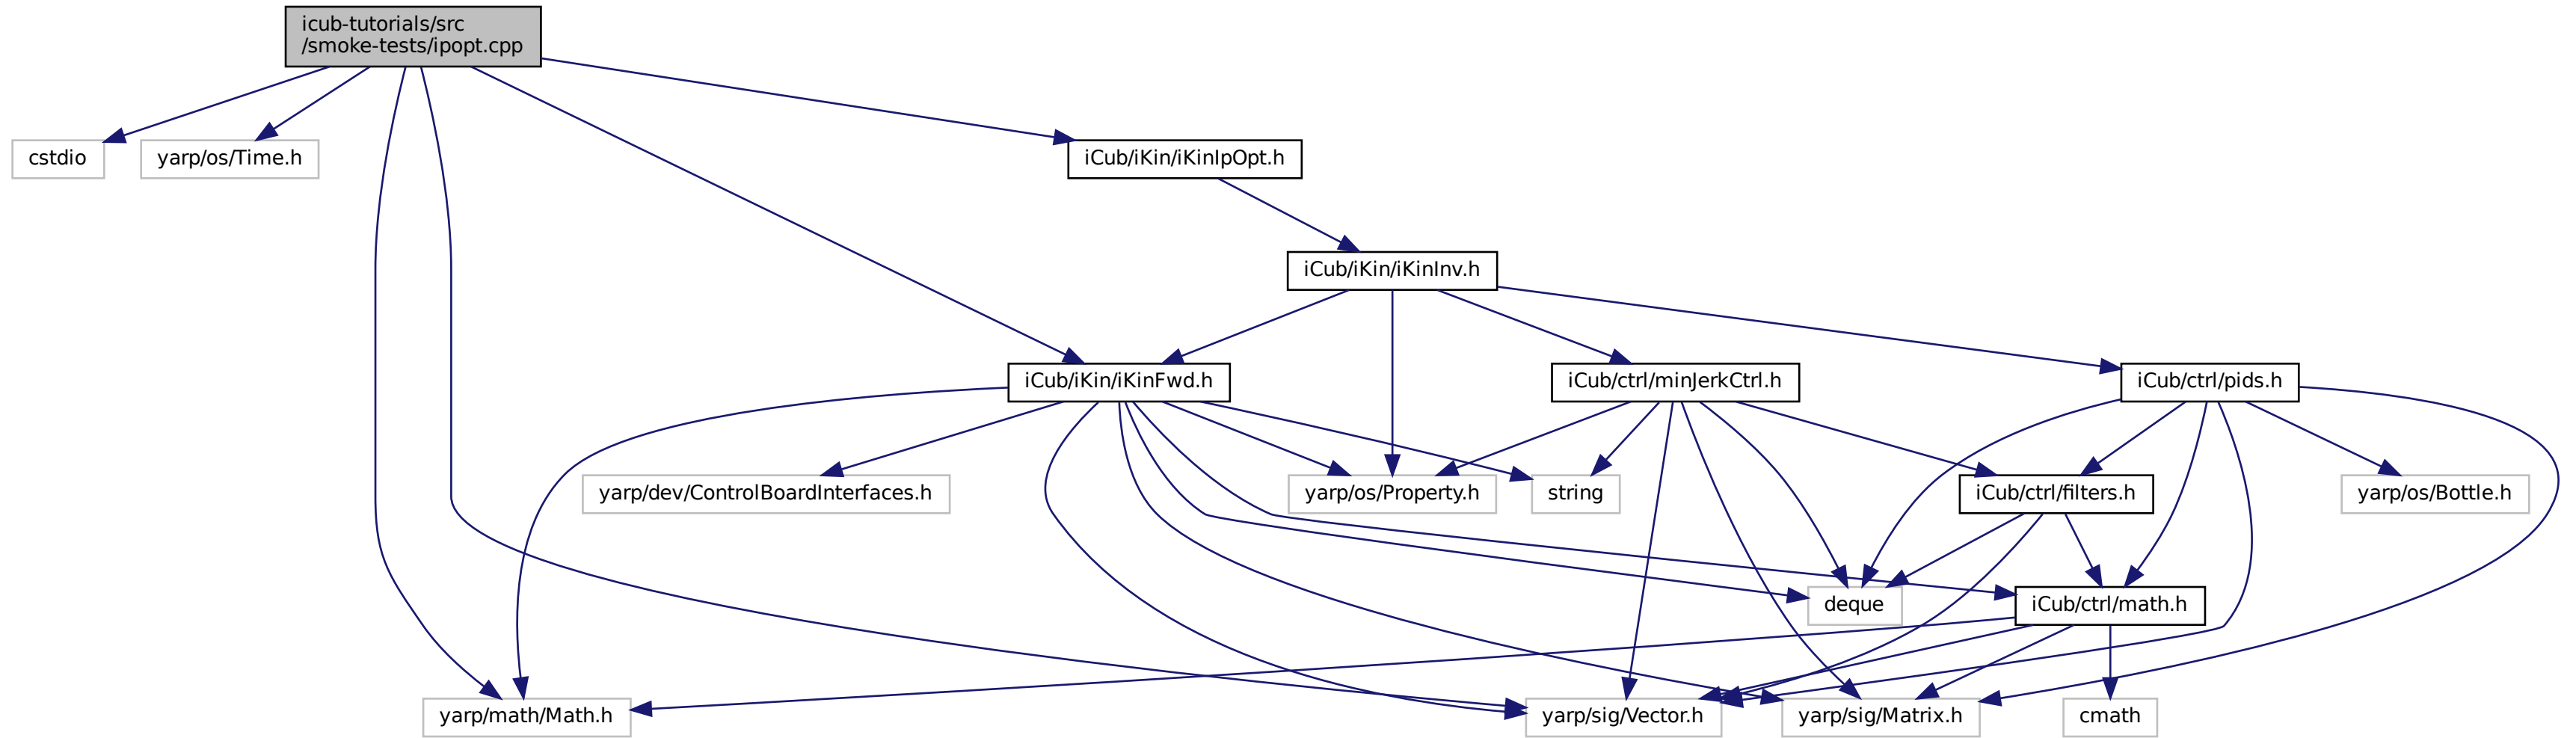 icub-tutorials/src
/smoke-tests/ipopt.cpp
cstdio
yarp/os/Time.h
iCub/iKin/iKinIpOpt.h
iCub/iKin/iKinInv.h
iCub/iKin/iKinFwd.h
iCub/ctrl/minJerkCtrl.h
iCub/ctrl/pids.h
yarp/dev/ControlBoardInterfaces.h
yarp/os/Property.h
string
iCub/ctrl/filters.h
yarp/os/Bottle.h
deque
iCub/ctrl/math.h
yarp/math/Math.h
yarp/sig/Vector.h
yarp/sig/Matrix.h
cmath